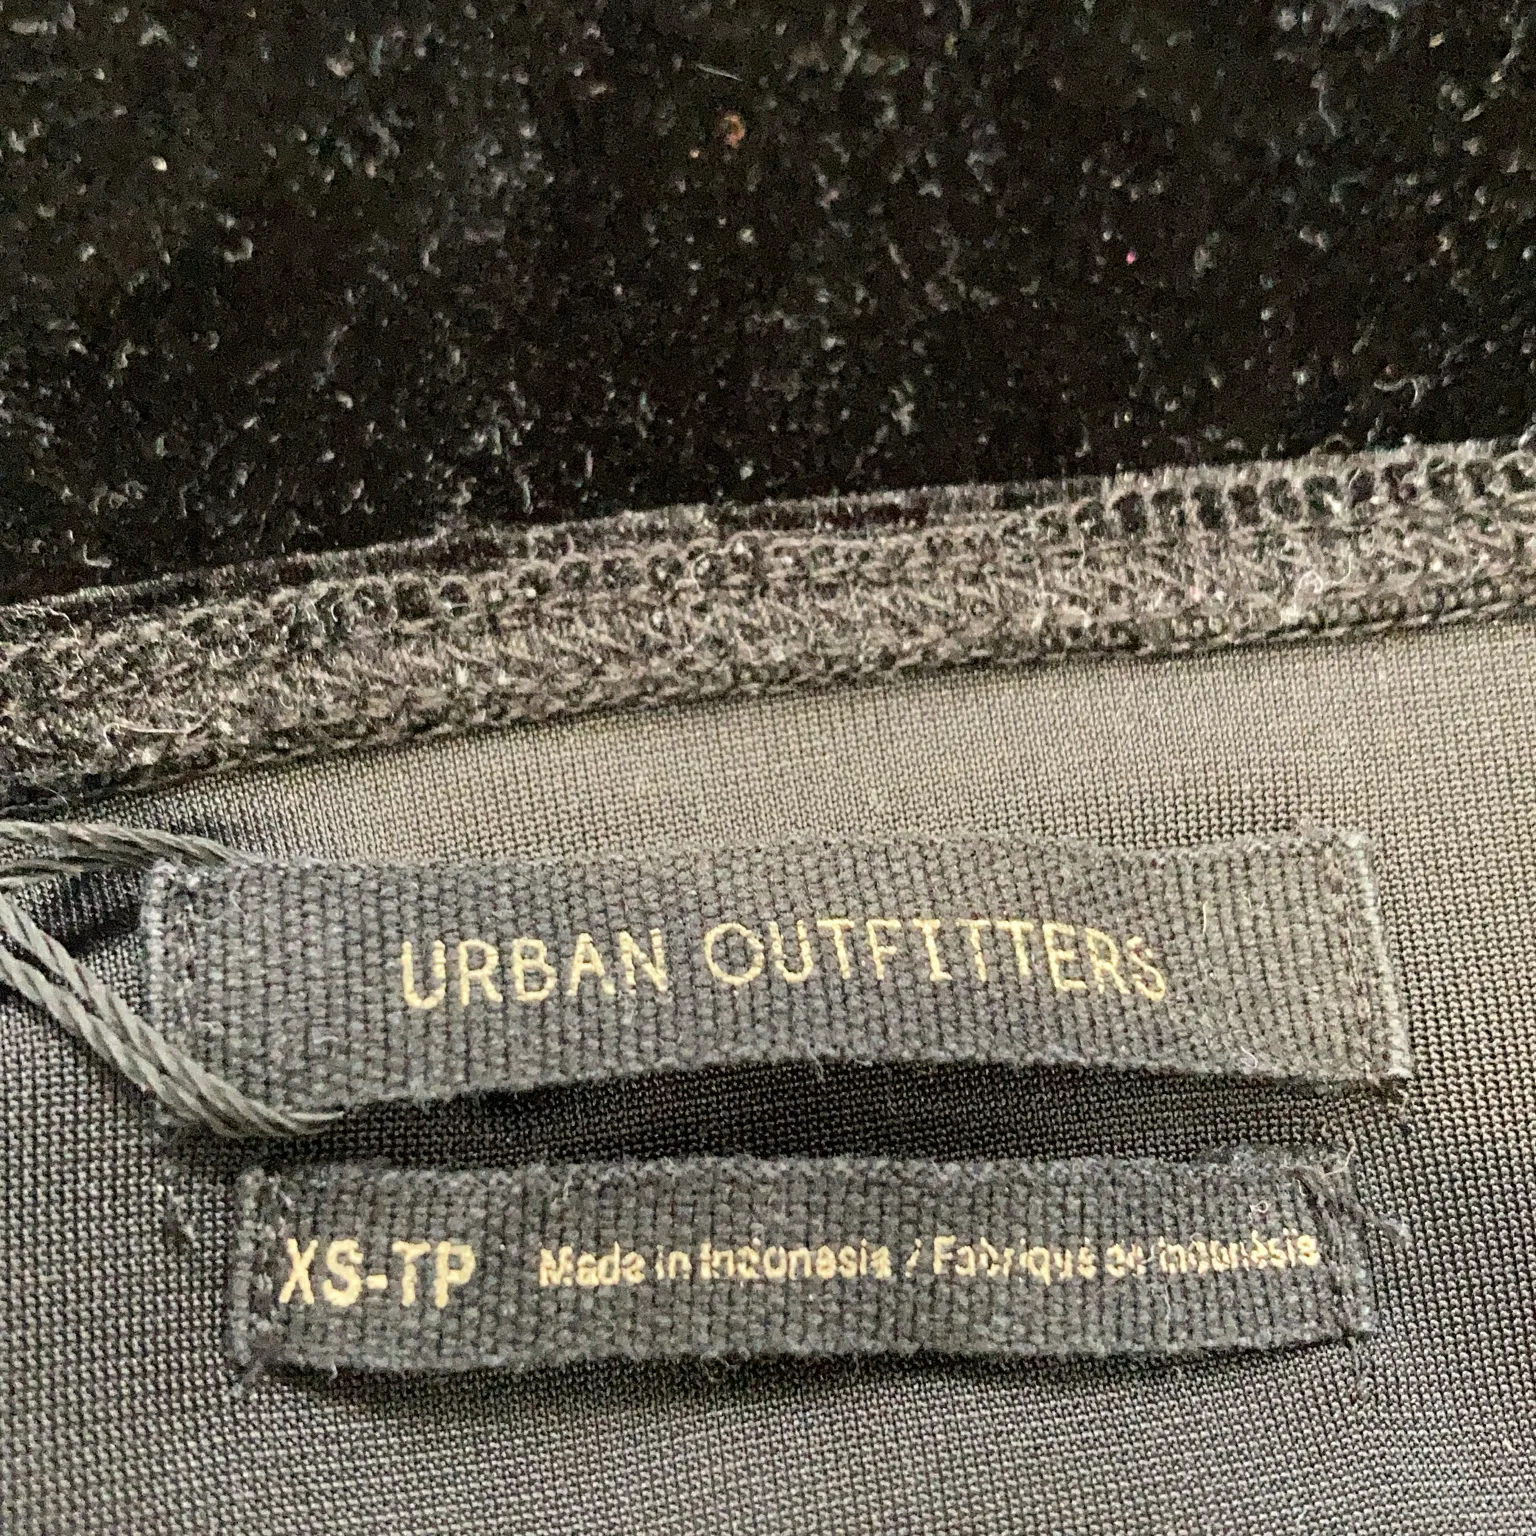 URBAN OUTFITTERS
XS-TP Made in Indonesia / Fabriqué en Indonésie